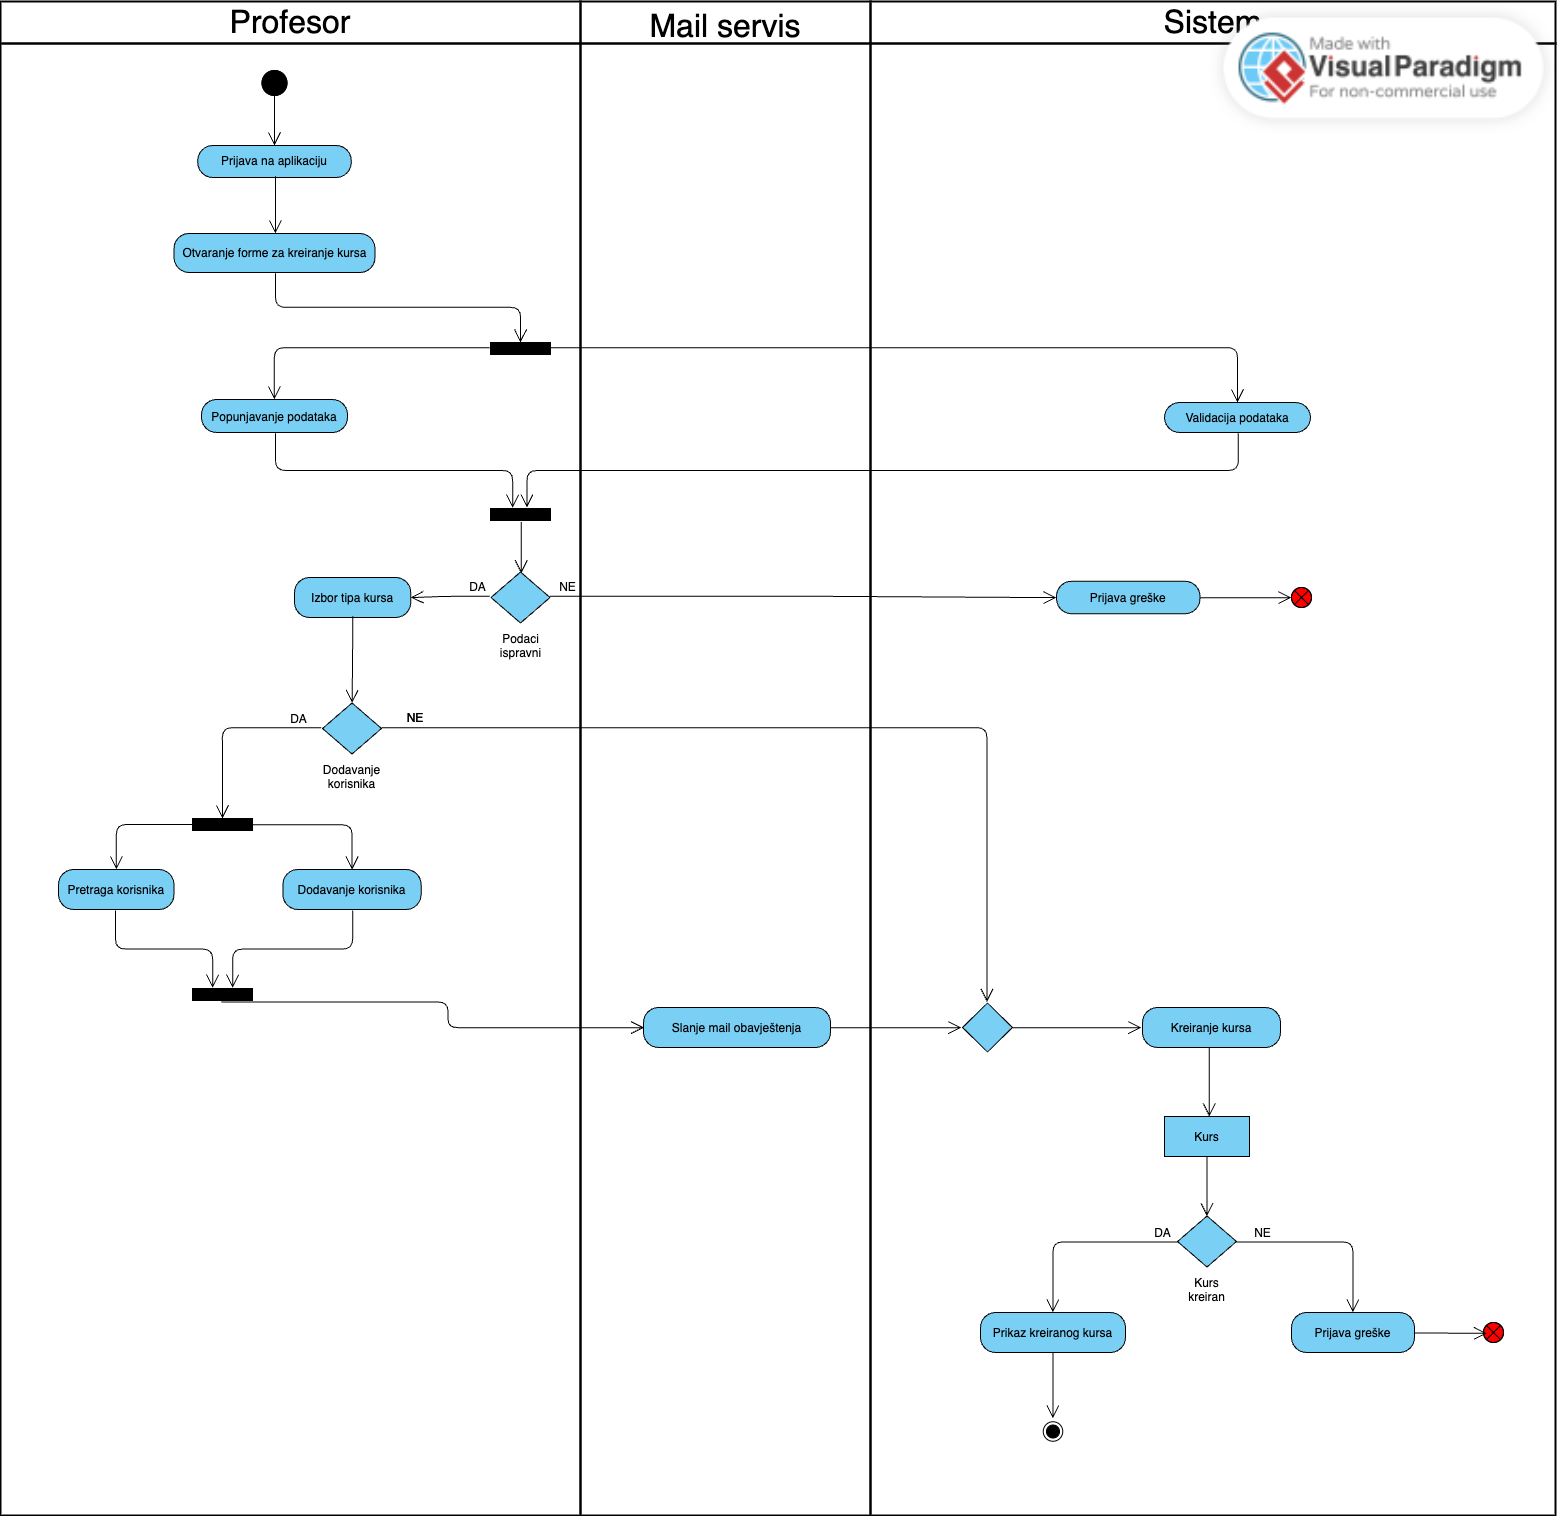 Profesor
Mail servis
Sistem
Made with
Visual Paradigm
For non-commercial use
Prijava na aplikaciju
Otvaranje forme za kreiranje kursa
Popunjavanje podataka
Validacija podataka
DA
NE
Izbor tipa kursa
Prijava greške
Podaci
ispravni
DA
NE
Dodavanje
korisnika
Pretraga korisnika
Dodavanje korisnika
Slanje mail obavještenja
Kreiranje kursa
Kurs
DA
NE
Kurs
kreiran
Prikaz kreiranog kursa
Prijava greške